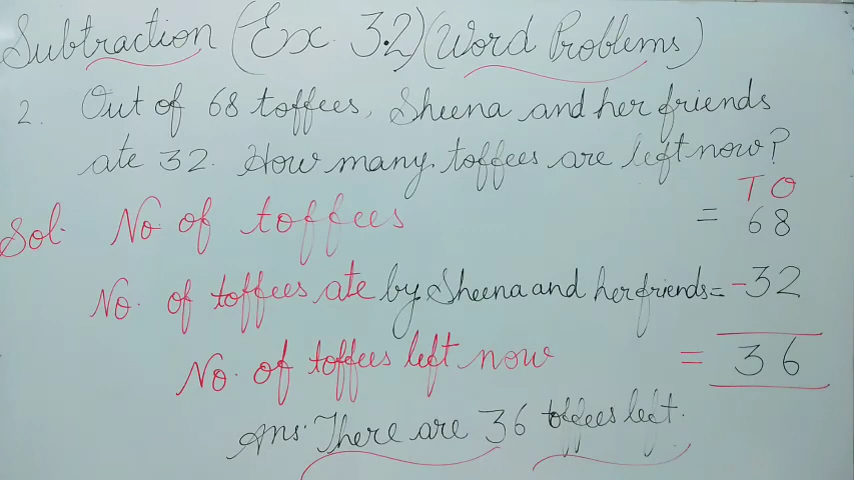 Subtraction (Ex. 3.2) (Word Problems)
2. Out of 68 toffees, Sheena and her friends
ate 32. How many toffees are left now?
T O
Sol. No of toffees = 68
No. of toffees ate by Sheena and her friends = -32
No. of toffees left now = 36
Ans. There are 36 toffees left.